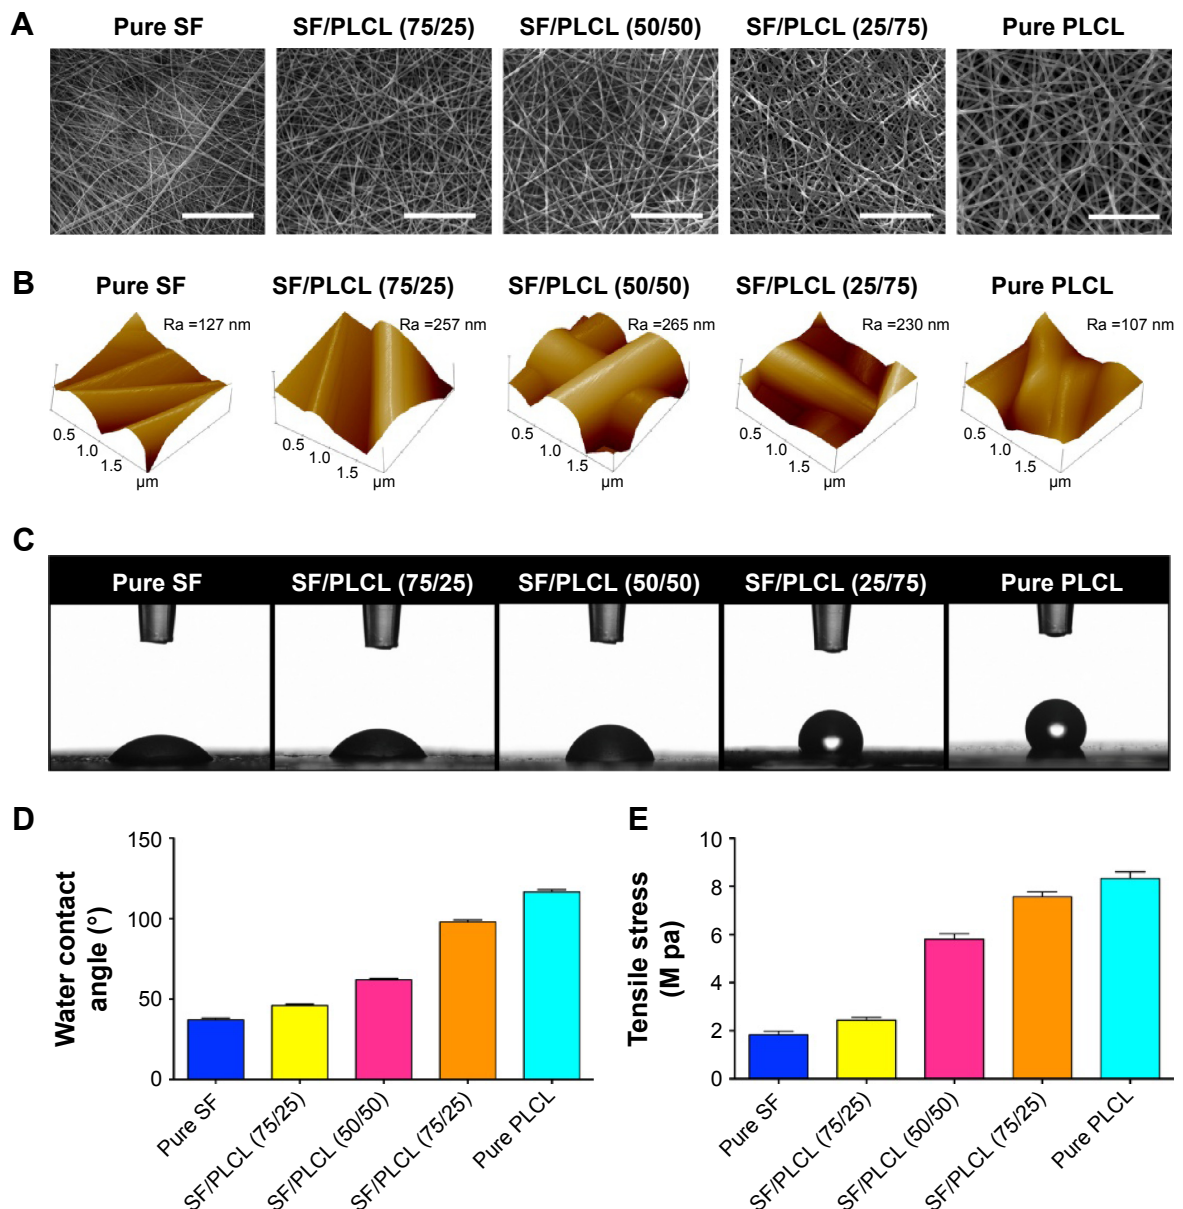 A
Pure SF
SF/PLCL (75/25)
SF/PLCL (50/50)
SF/PLCL (25/75)
Pure PLCL
B
Pure SF
SF/PLCL (75/25)
SF/PLCL (50/50)
SF/PLCL (25/75)
Pure PLCL
Ra =127 nm
Ra =257 nm
Ra =265 nm
Ra =230 nm
Ra =107 nm
0.5
1.0
1.5
µm
0.5
1.0
1.5
µm
0.5
1.0
1.5
µm
0.5
1.0
1.5
µm
0.5
1.0
1.5
µm
C
Pure SF
SF/PLCL (75/25)
SF/PLCL (50/50)
SF/PLCL (25/75)
Pure PLCL
D
Water contact
angle (°)
150
100
50
0
Pure SF
SF/PLCL (75/25)
SF/PLCL (50/50)
SF/PLCL (75/25)
Pure PLCL
E
Tensile stress
(M pa)
10
8
6
4
2
0
Pure SF
SF/PLCL (75/25)
SF/PLCL (50/50)
SF/PLCL (75/25)
Pure PLCL